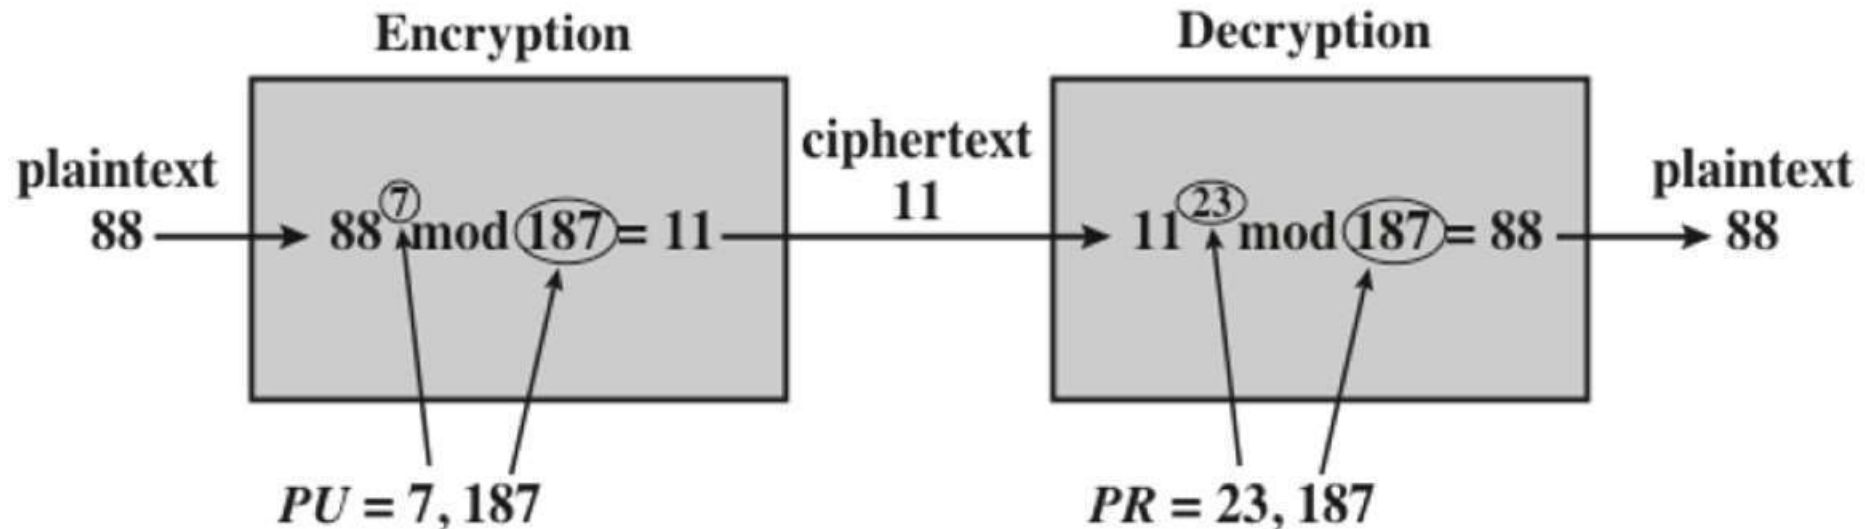 Encryption
Decryption
plaintext
88
88^7 mod 187 = 11
ciphertext
11
11^23 mod 187 = 88
plaintext
88
PU = 7, 187
PR = 23, 187